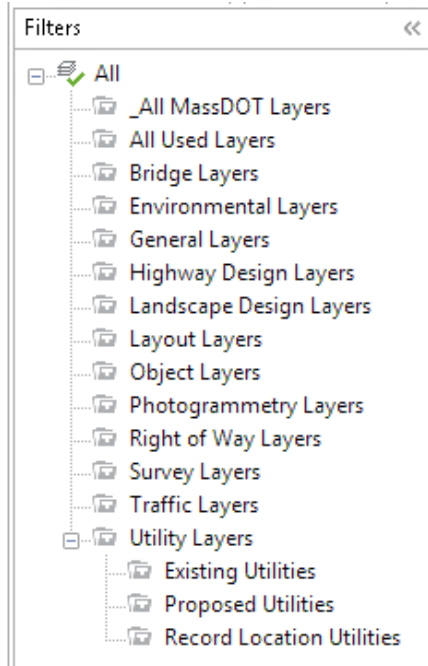 Filters
All
_All MassDOT Layers
All Used Layers
Bridge Layers
Environmental Layers
General Layers
Highway Design Layers
Landscape Design Layers
Layout Layers
Object Layers
Photogrammetry Layers
Right of Way Layers
Survey Layers
Traffic Layers
Utility Layers
Existing Utilities
Proposed Utilities
Record Location Utilities